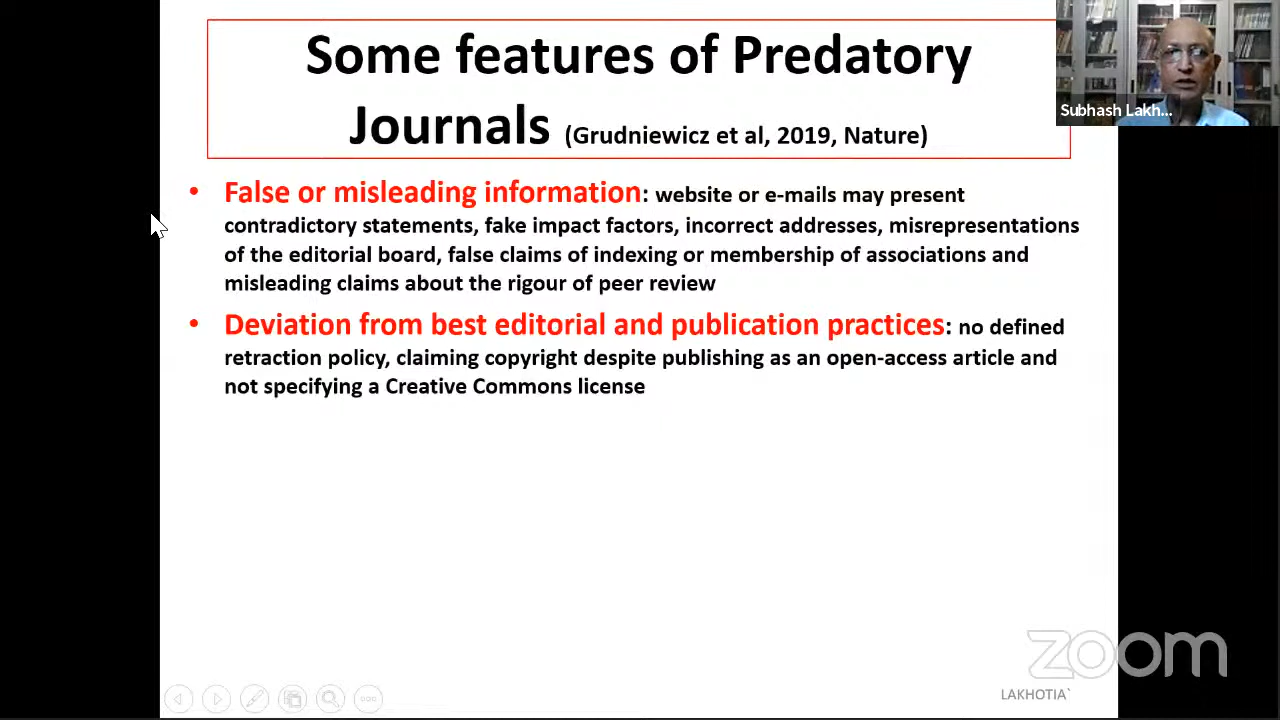 Some features of Predatory
Journals (Grudniewicz et al, 2019, Nature)
Subhash Lakh...
• False or misleading information: website or e-mails may present
contradictory statements, fake impact factors, incorrect addresses, misrepresentations
of the editorial board, false claims of indexing or membership of associations and
misleading claims about the rigour of peer review
• Deviation from best editorial and publication practices: no defined
retraction policy, claiming copyright despite publishing as an open-access article and
not specifying a Creative Commons license
zoom
LAKHOTIA`